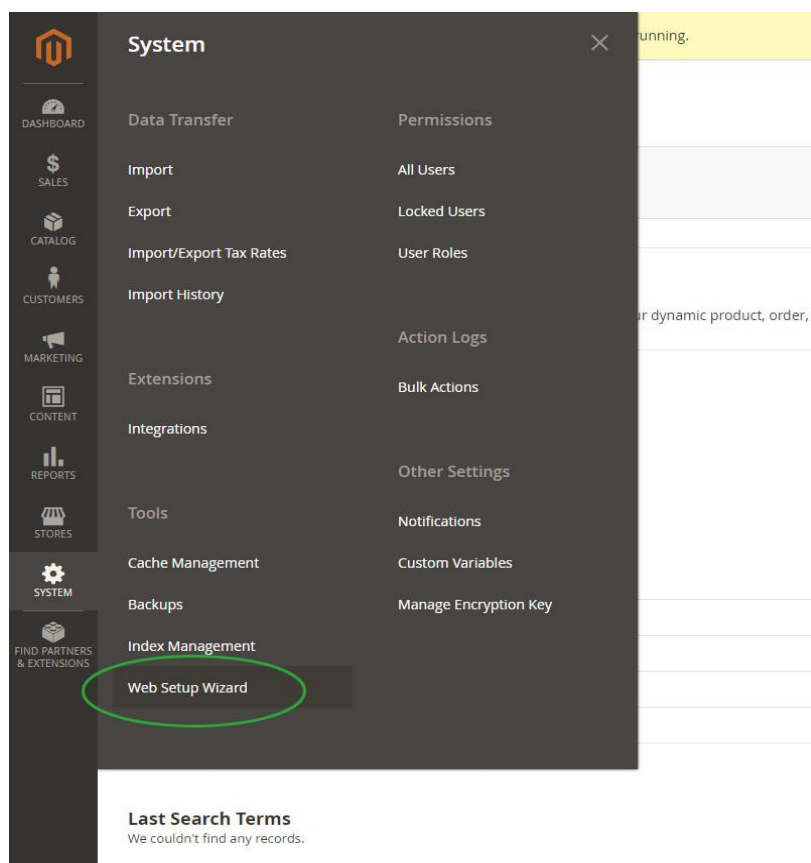 System
unning.
DASHBOARD
SALES
CATALOG
CUSTOMERS
MARKETING
CONTENT
REPORTS
STORES
SYSTEM
FIND PARTNERS
& EXTENSIONS
Data Transfer
Import
Export
Import/Export Tax Rates
Import History
Extensions
Integrations
Tools
Cache Management
Backups
Index Management
Web Setup Wizard
Permissions
All Users
Locked Users
User Roles
Action Logs
Bulk Actions
Other Settings
Notifications
Custom Variables
Manage Encryption Key
ur dynamic product, order,
Last Search Terms
We couldn't find any records.